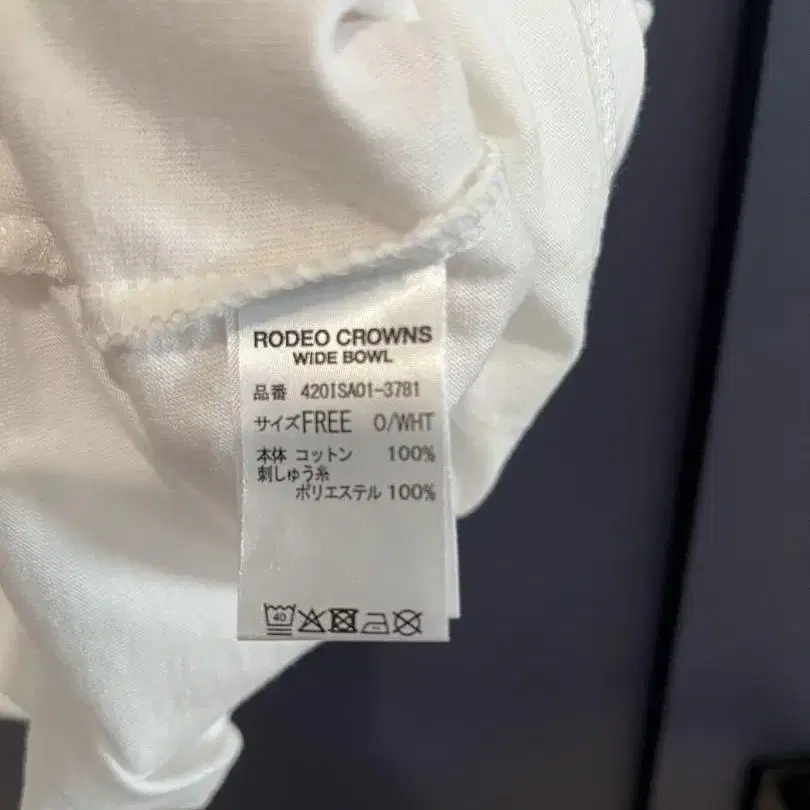 RODEO CROWNS
WIDE BOWL
品番 420ISA01-3781
サイズFREE O/WHT
本体 コットン 100%
刺しゅう糸
ポリエステル 100%
40